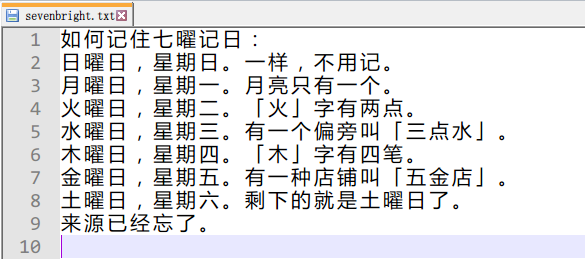 sevenbright.txt
1 如何记住七曜记日：
2 日曜日，星期日。一样，不用记。
3 月曜日，星期一。月亮只有一个。
4 火曜日，星期二。「火」字有两点。
5 水曜日，星期三。有一个偏旁叫「三点水」。
6 木曜日，星期四。「木」字有四笔。
7 金曜日，星期五。有一种店铺叫「五金店」。
8 土曜日，星期六。剩下的就是土曜日了。
9 来源已经忘了。
10